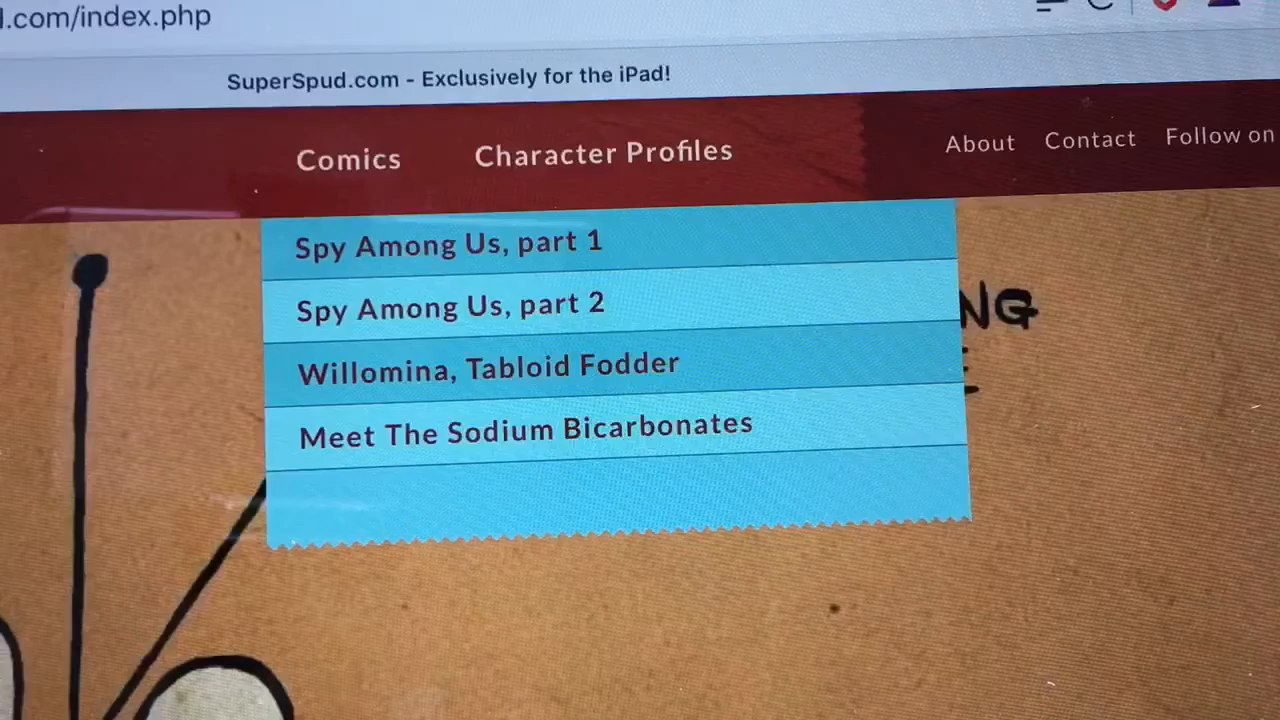 l.com/index.php
SuperSpud.com - Exclusively for the iPad!
Comics Character Profiles About Contact Follow on
Spy Among Us, part 1
Spy Among Us, part 2
Willomina, Tabloid Fodder
Meet The Sodium Bicarbonates
NG